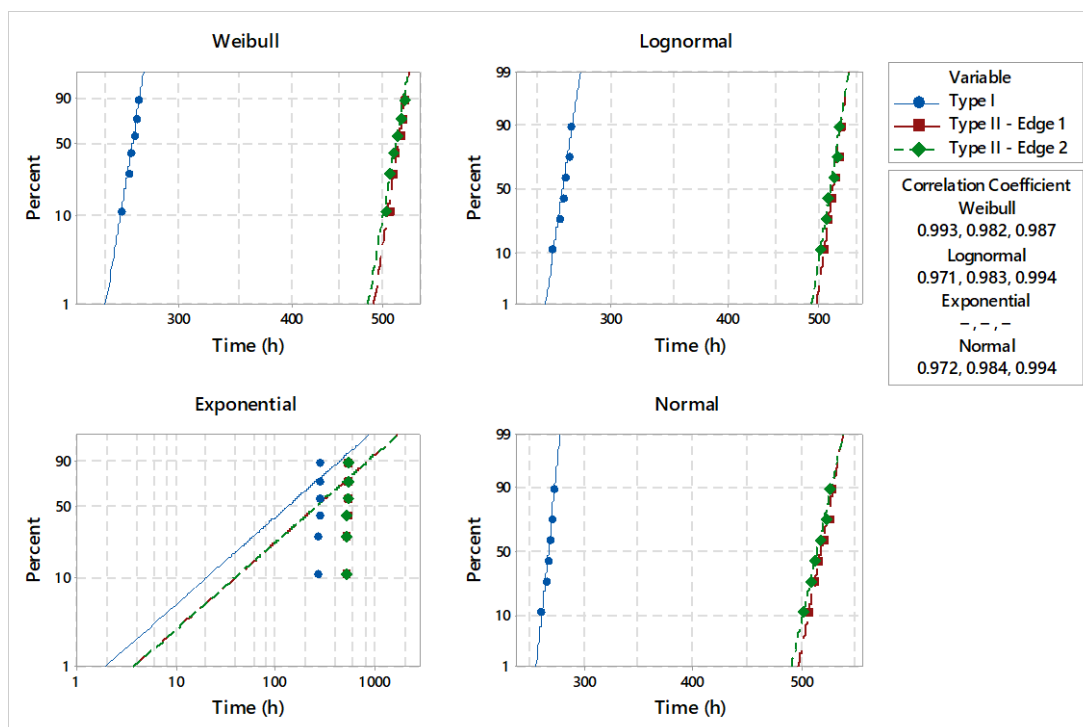 Weibull
Percent
90
50
10
1
300
400
500
Time (h)
Lognormal
Percent
99
90
50
10
1
300
400
500
Time (h)
Variable
Type I
Type II - Edge 1
Type II - Edge 2
Correlation Coefficient
Weibull
0.993, 0.982, 0.987
Lognormal
0.971, 0.983, 0.994
Exponential
– , – , –
Normal
0.972, 0.984, 0.994
Exponential
Percent
90
50
10
1
1
10
100
1000
Time (h)
Normal
Percent
99
90
50
10
1
300
400
500
Time (h)